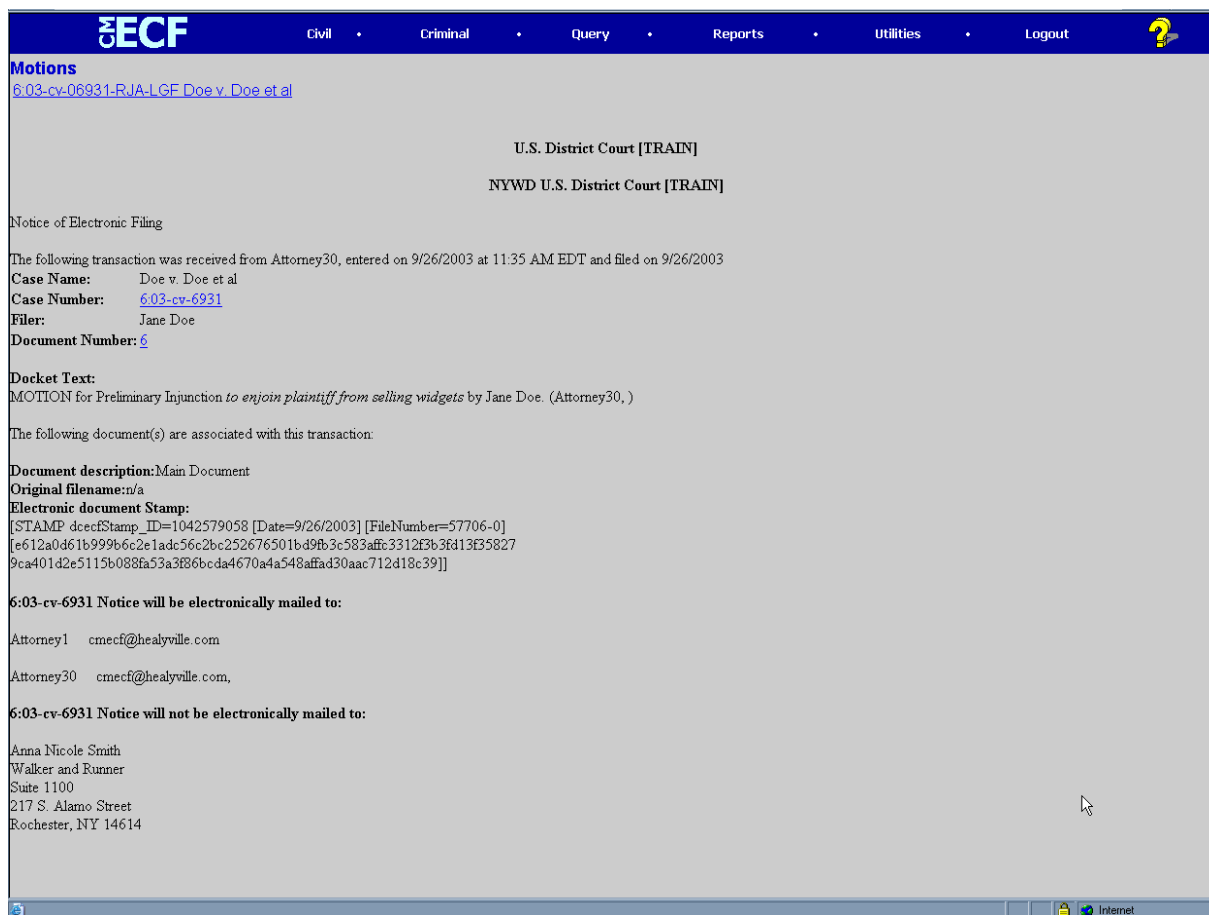 CM ECF Civil • Criminal • Query • Reports • Utilities • Logout ?
Motions
6:03-cv-06931-RJA-LGF Doe v. Doe et al
U.S. District Court [TRAIN]
NYWD U.S. District Court [TRAIN]
Notice of Electronic Filing
The following transaction was received from Attorney30, entered on 9/26/2003 at 11:35 AM EDT and filed on 9/26/2003
Case Name: Doe v. Doe et al
Case Number: 6:03-cv-6931
Filer: Jane Doe
Document Number: 6
Docket Text:
MOTION for Preliminary Injunction to enjoin plaintiff from selling widgets by Jane Doe. (Attorney30, )
The following document(s) are associated with this transaction:
Document description:Main Document
Original filename:n/a
Electronic document Stamp:
[STAMP dcecfStamp_ID=1042579058 [Date=9/26/2003] [FileNumber=57706-0]
[e612a0d61b999b6c2e1adc56c2bc252676501bd9fb3c583affc3312f3b3fd13f35827
9ca401d2e5115b088fa53a3f86bcda4670a4a548affad30aac712d18c39]]
6:03-cv-6931 Notice will be electronically mailed to:
Attorney1 cmecf@healyville.com
Attorney30 cmecf@healyville.com,
6:03-cv-6931 Notice will not be electronically mailed to:
Anna Nicole Smith
Walker and Runner
Suite 1100
217 S. Alamo Street
Rochester, NY 14614
Internet